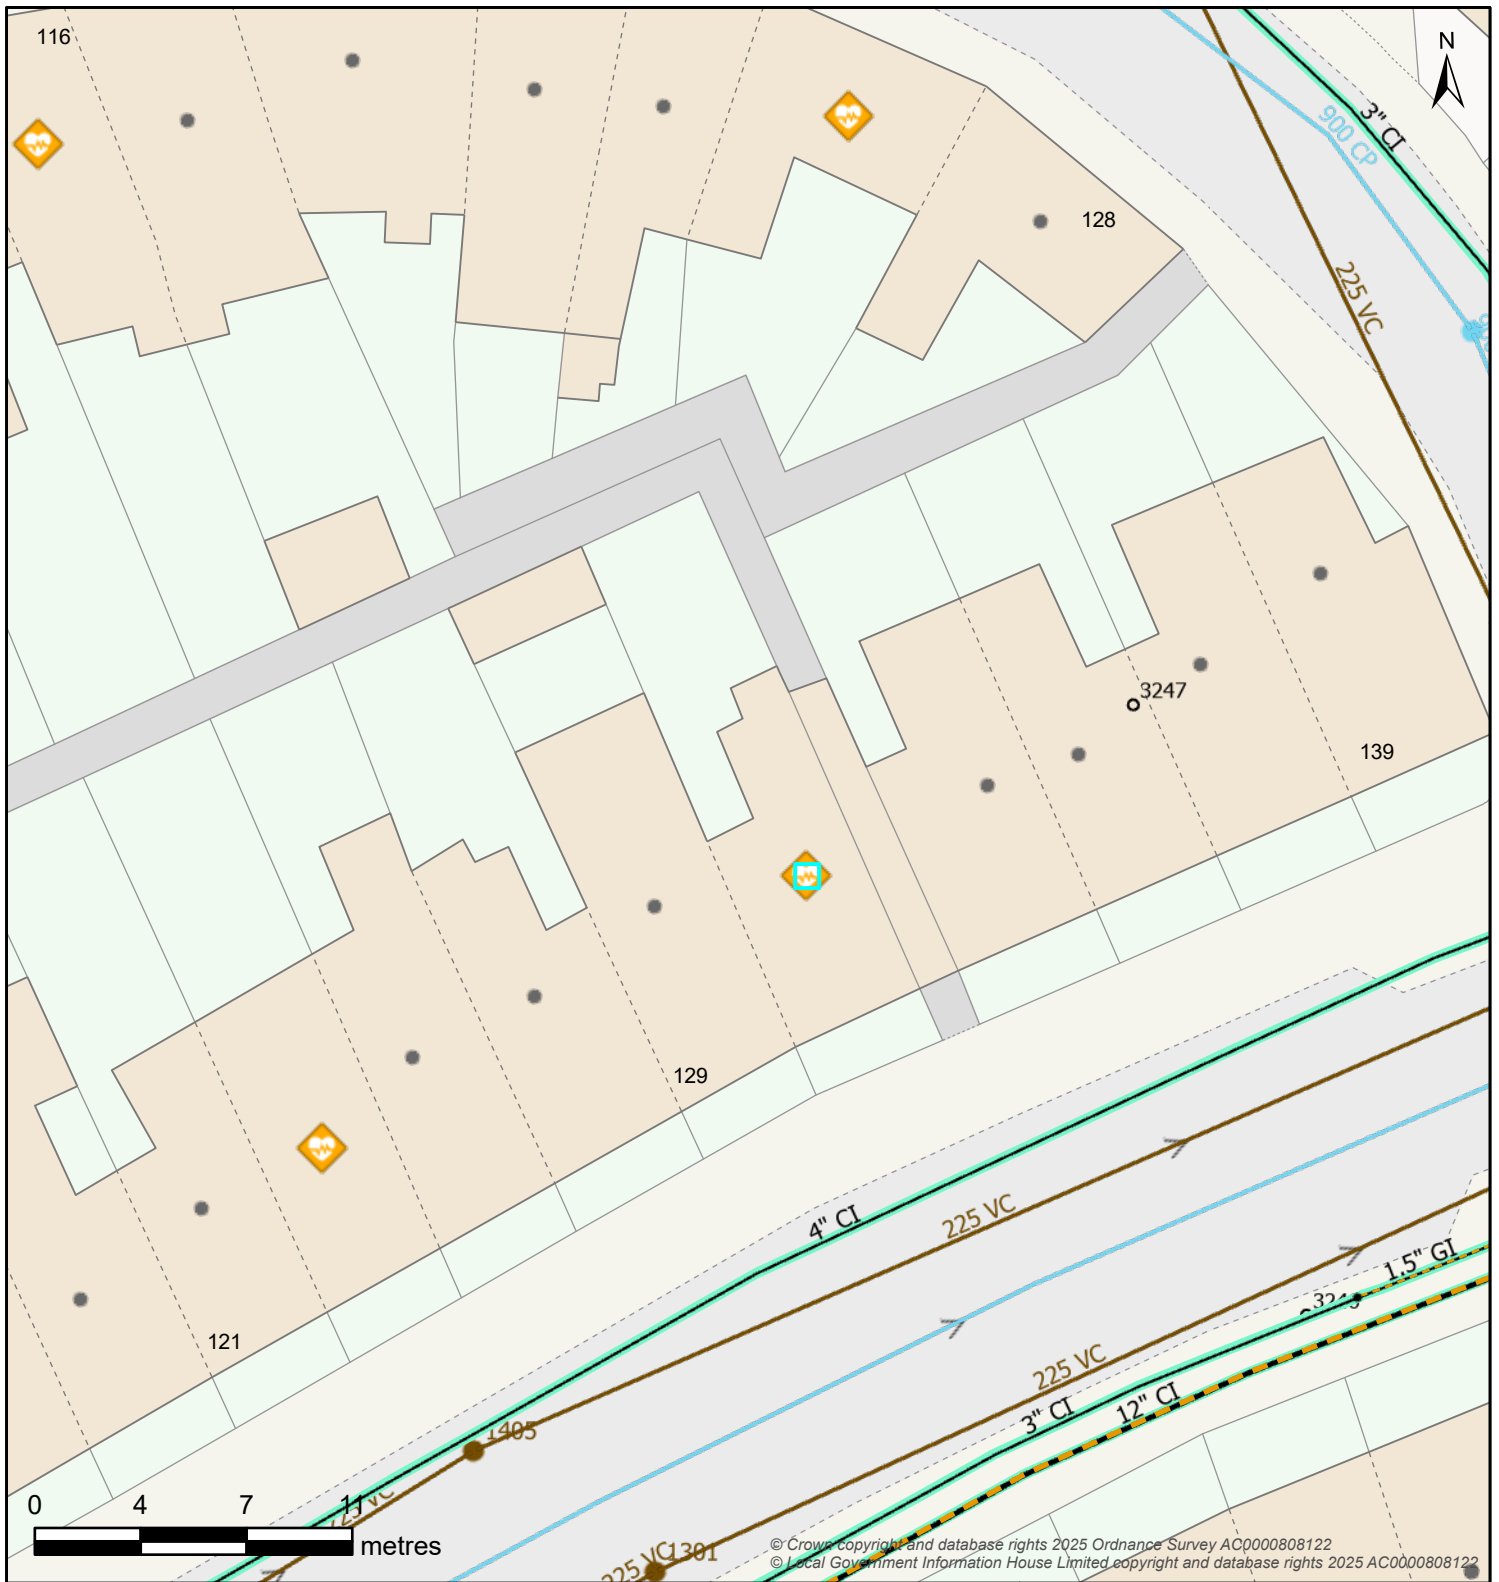 116
N
3" CI
900 CP
128
225 VC
3247
139
129
4" CI
225 VC
1.5" GI
121
225 VC
12" CI
3" CI
1405
0 4 7 11
metres
225 VC
1301
© Crown copyright and database rights 2025 Ordnance Survey AC0000808122
© Local Government Information House Limited copyright and database rights 2025 AC0000808122